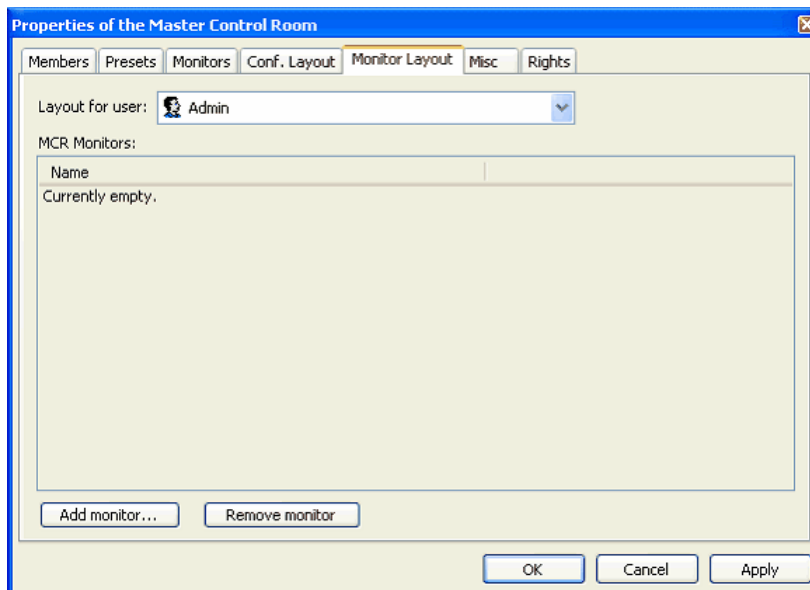 Properties of the Master Control Room
Members Presets Monitors Conf. Layout Monitor Layout Misc Rights
Layout for user: Admin
MCR Monitors:
Name
Currently empty.
Add monitor... Remove monitor
OK Cancel Apply